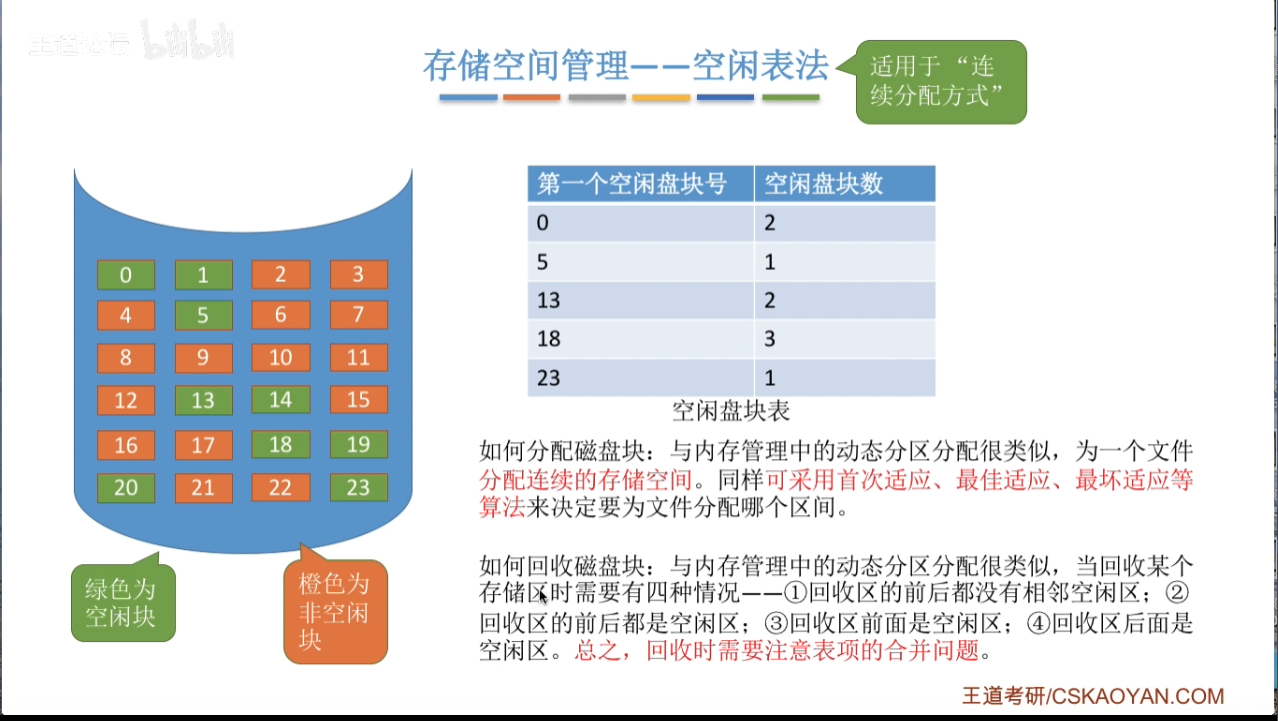 王道论坛 bilibili
存储空间管理——空闲表法
适用于“连
续分配方式”
第一个空闲盘块号 空闲盘块数
0 2
5 1
13 2
18 3
23 1
空闲盘块表
0 1 2 3
4 5 6 7
8 9 10 11
12 13 14 15
16 17 18 19
20 21 22 23
绿色为
空闲块
橙色为
非空闲
块
如何分配磁盘块：与内存管理中的动态分区分配很类似，为一个文件
分配连续的存储空间。同样可采用首次适应、最佳适应、最坏适应等
算法来决定要为文件分配哪个区间。
如何回收磁盘块：与内存管理中的动态分区分配很类似，当回收某个
存储区时需要有四种情况——①回收区的前后都没有相邻空闲区；②
回收区的前后都是空闲区；③回收区前面是空闲区；④回收区后面是
空闲区。总之，回收时需要注意表项的合并问题。
王道考研/CSKAOYAN.COM